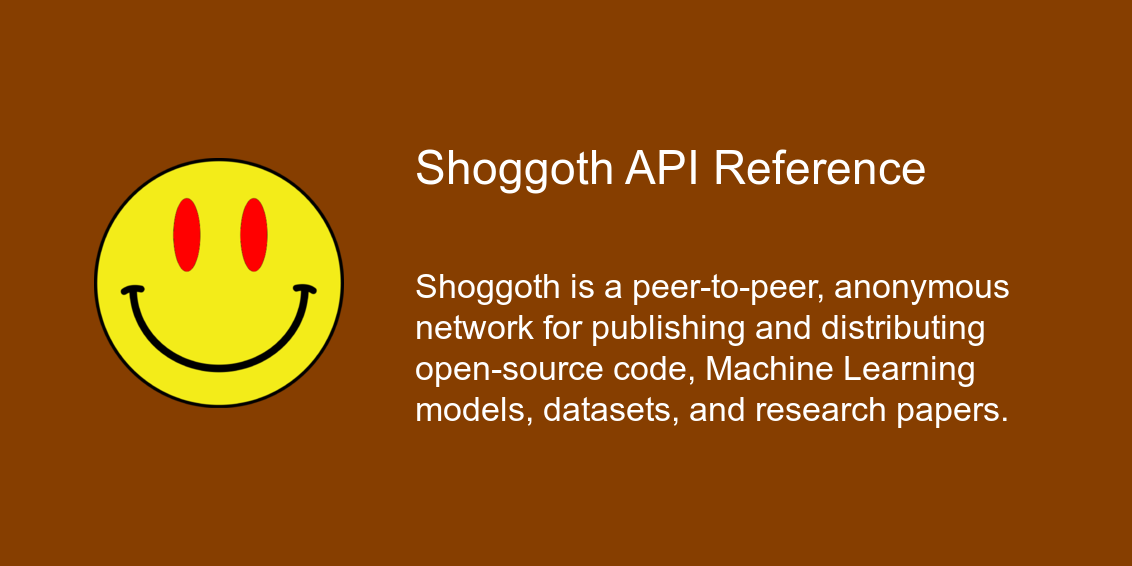 Shoggoth API Reference
Shoggoth is a peer-to-peer, anonymous
network for publishing and distributing
open-source code, Machine Learning
models, datasets, and research papers.